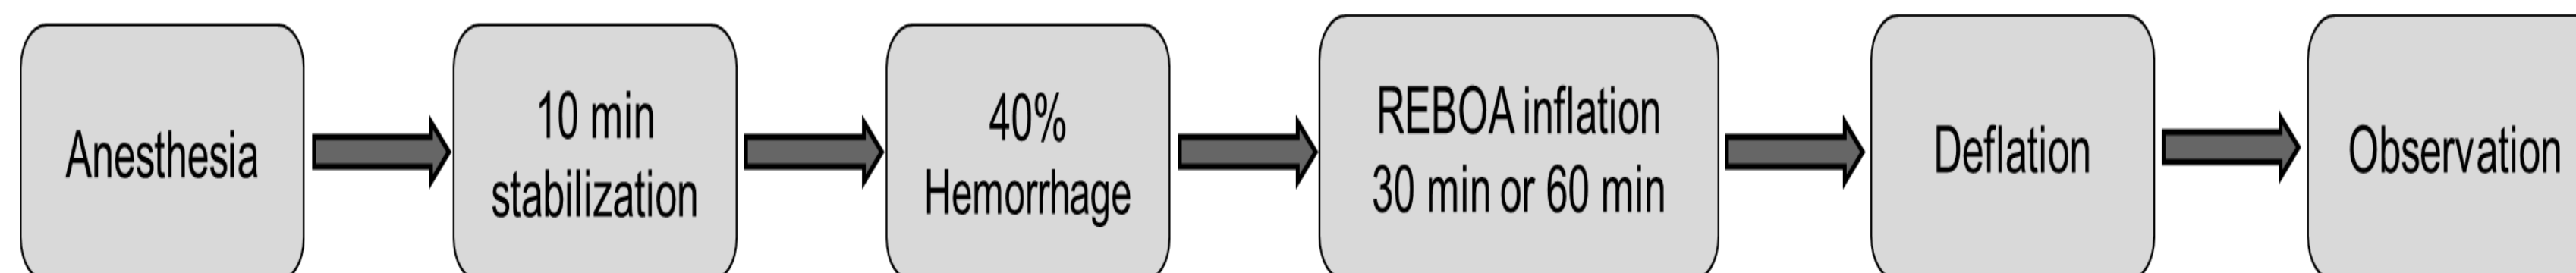 Anesthesia
10 min
stabilization
40%
Hemorrhage
REBOA inflation
30 min or 60 min
Deflation
Observation